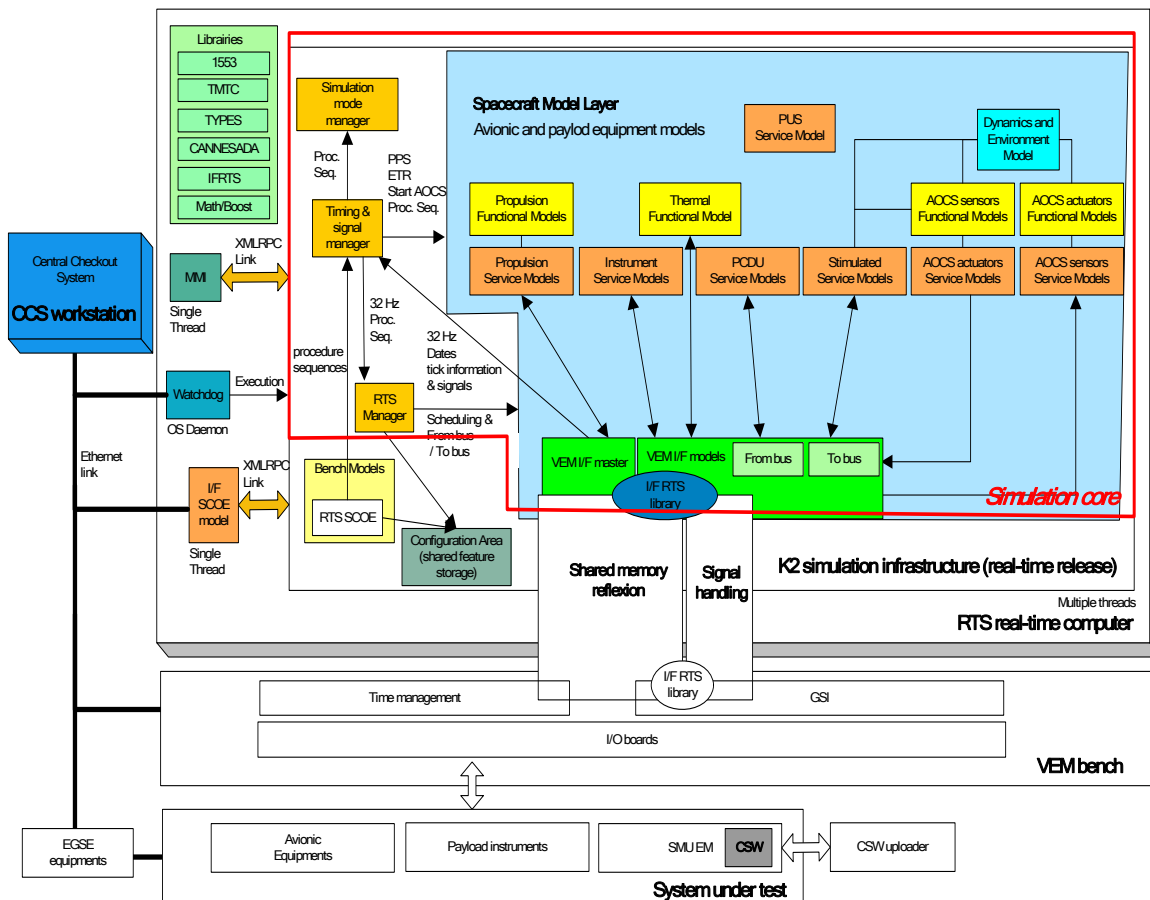 Librairies
1553
TMTC
TYPES
CANNESADA
IFRTS
Math/Boost
Simulation
mode
manager
Proc.
Seq.
PPS
ETR
Start AOCS
Proc. Seq.
Timing &
signal
manager
Spacecraft Model Layer
Avionic and paylod equipment models
PUS
Service Model
Dynamics and
Environment
Model
Propulsion
Functional Models
Thermal
Functional Model
AOCS sensors
Functional Models
AOCS actuators
Functional Models
Propulsion
Service Models
Instrument
Service Models
PCDU
Service Models
Stimulated
Service Models
AOCS actuators
Service Models
AOCS sensors
Service Models
Central Checkout
System
CCS workstation
XMLRPC
Link
MMI
Single
Thread
32 Hz
Proc.
Seq.
procedure
sequences
32 Hz
Dates
tick information
& signals
Watchdog
Execution
OS Daemon
RTS
Manager
Scheduling &
From bus
/ To bus
Ethernet
link
XMLRPC
Link
I/F
SCOE
model
Single
Thread
Bench Models
RTS SCOE
Configuration Area
(shared feature
storage)
VEM I/F master
VEM I/F models
From bus
To bus
I/F RTS
library
Simulation core
Shared memory
reflexion
Signal
handling
K2 simulation infrastructure (real-time release)
Multiple threads
RTS real-time computer
I/F RTS
library
Time management
GSI
I/O boards
VEM bench
EGSE
equipments
Avionic
Equipments
Payload instruments
SMU EM
CSW
CSW uploader
System under test